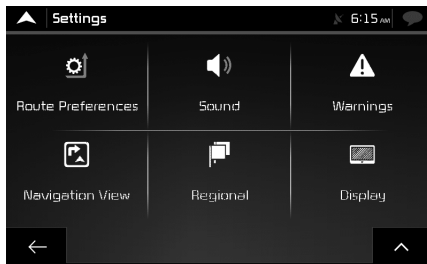 Settings 6:15 AM
Route Preferences Sound Warnings
Navigation View Regional Display